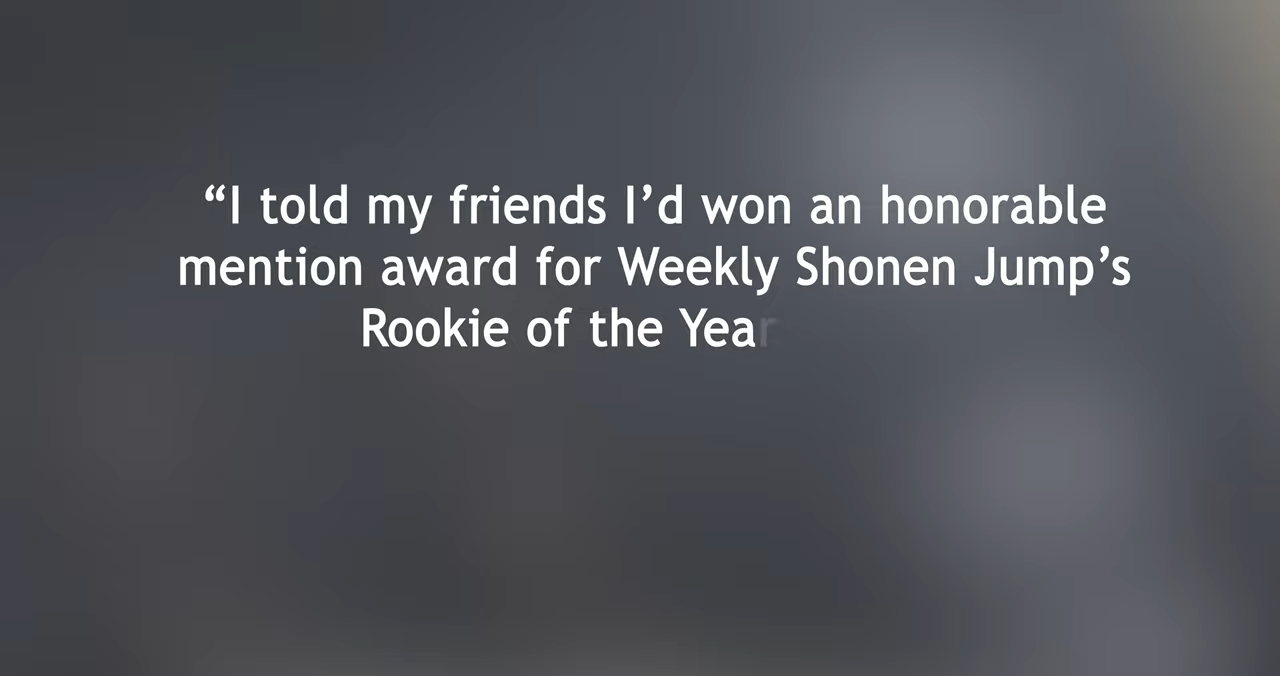 “I told my friends I’d won an honorable
mention award for Weekly Shonen Jump’s
Rookie of the Year